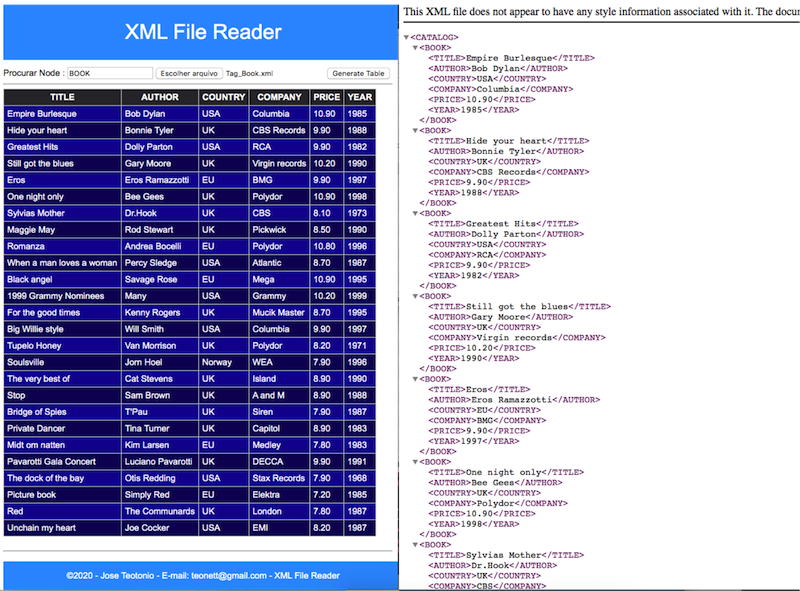 XML File Reader
Procurar Node : BOOK Escolher arquivo Tag_Book.xml Generate Table
TITLE AUTHOR COUNTRY COMPANY PRICE YEAR
Empire Burlesque Bob Dylan USA Columbia 10.90 1985
Hide your heart Bonnie Tyler UK CBS Records 9.90 1988
Greatest Hits Dolly Parton USA RCA 9.90 1982
Still got the blues Gary Moore UK Virgin records 10.20 1990
Eros Eros Ramazzotti EU BMG 9.90 1997
One night only Bee Gees UK Polydor 10.90 1998
Sylvias Mother Dr.Hook UK CBS 8.10 1973
Maggie May Rod Stewart UK Pickwick 8.50 1990
Romanza Andrea Bocelli EU Polydor 10.80 1996
When a man loves a woman Percy Sledge USA Atlantic 8.70 1987
Black angel Savage Rose EU Mega 10.90 1995
1999 Grammy Nominees Many USA Grammy 10.20 1999
For the good times Kenny Rogers UK Mucik Master 8.70 1995
Big Willie style Will Smith USA Columbia 9.90 1997
Tupelo Honey Van Morrison UK Polydor 8.20 1971
Soulsville Jorn Hoel Norway WEA 7.90 1996
The very best of Cat Stevens UK Island 8.90 1990
Stop Sam Brown UK A and M 8.90 1988
Bridge of Spies T'Pau UK Siren 7.90 1987
Private Dancer Tina Turner UK Capitol 8.90 1983
Midt om natten Kim Larsen EU Medley 7.80 1983
Pavarotti Gala Concert Luciano Pavarotti UK DECCA 9.90 1991
The dock of the bay Otis Redding USA Stax Records 7.90 1968
Picture book Simply Red EU Elektra 7.20 1985
Red The Communards UK London 7.80 1987
Unchain my heart Joe Cocker USA EMI 8.20 1987
©2020 - Jose Teotonio - E-mail: teonett@gmail.com - XML File Reader
This XML file does not appear to have any style information associated with it. The docum
<CATALOG>
<BOOK>
<TITLE>Empire Burlesque</TITLE>
<AUTHOR>Bob Dylan</AUTHOR>
<COUNTRY>USA</COUNTRY>
<COMPANY>Columbia</COMPANY>
<PRICE>10.90</PRICE>
<YEAR>1985</YEAR>
</BOOK>
<BOOK>
<TITLE>Hide your heart</TITLE>
<AUTHOR>Bonnie Tyler</AUTHOR>
<COUNTRY>UK</COUNTRY>
<COMPANY>CBS Records</COMPANY>
<PRICE>9.90</PRICE>
<YEAR>1988</YEAR>
</BOOK>
<BOOK>
<TITLE>Greatest Hits</TITLE>
<AUTHOR>Dolly Parton</AUTHOR>
<COUNTRY>USA</COUNTRY>
<COMPANY>RCA</COMPANY>
<PRICE>9.90</PRICE>
<YEAR>1982</YEAR>
</BOOK>
<BOOK>
<TITLE>Still got the blues</TITLE>
<AUTHOR>Gary Moore</AUTHOR>
<COUNTRY>UK</COUNTRY>
<COMPANY>Virgin records</COMPANY>
<PRICE>10.20</PRICE>
<YEAR>1990</YEAR>
</BOOK>
<BOOK>
<TITLE>Eros</TITLE>
<AUTHOR>Eros Ramazzotti</AUTHOR>
<COUNTRY>EU</COUNTRY>
<COMPANY>BMG</COMPANY>
<PRICE>9.90</PRICE>
<YEAR>1997</YEAR>
</BOOK>
<BOOK>
<TITLE>One night only</TITLE>
<AUTHOR>Bee Gees</AUTHOR>
<COUNTRY>UK</COUNTRY>
<COMPANY>Polydor</COMPANY>
<PRICE>10.90</PRICE>
<YEAR>1998</YEAR>
</BOOK>
<BOOK>
<TITLE>Sylvias Mother</TITLE>
<AUTHOR>Dr.Hook</AUTHOR>
<COUNTRY>UK</COUNTRY>
<COMPANY>CBS</COMPANY>